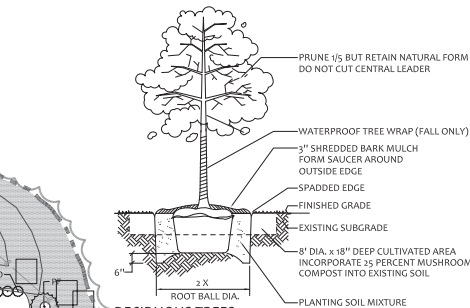 PRUNE 1/5 BUT RETAIN NATURAL FORM
DO NOT CUT CENTRAL LEADER
WATERPROOF TREE WRAP (FALL ONLY)
3" SHREDDED BARK MULCH
FORM SAUCER AROUND
OUTSIDE EDGE
SPADDED EDGE
FINISHED GRADE
EXISTING SUBGRADE
8' DIA. x 18" DEEP CULTIVATED AREA
INCORPORATE 25 PERCENT MUSHROOM
COMPOST INTO EXISTING SOIL
PLANTING SOIL MIXTURE
6"
2 X
ROOT BALL DIA.